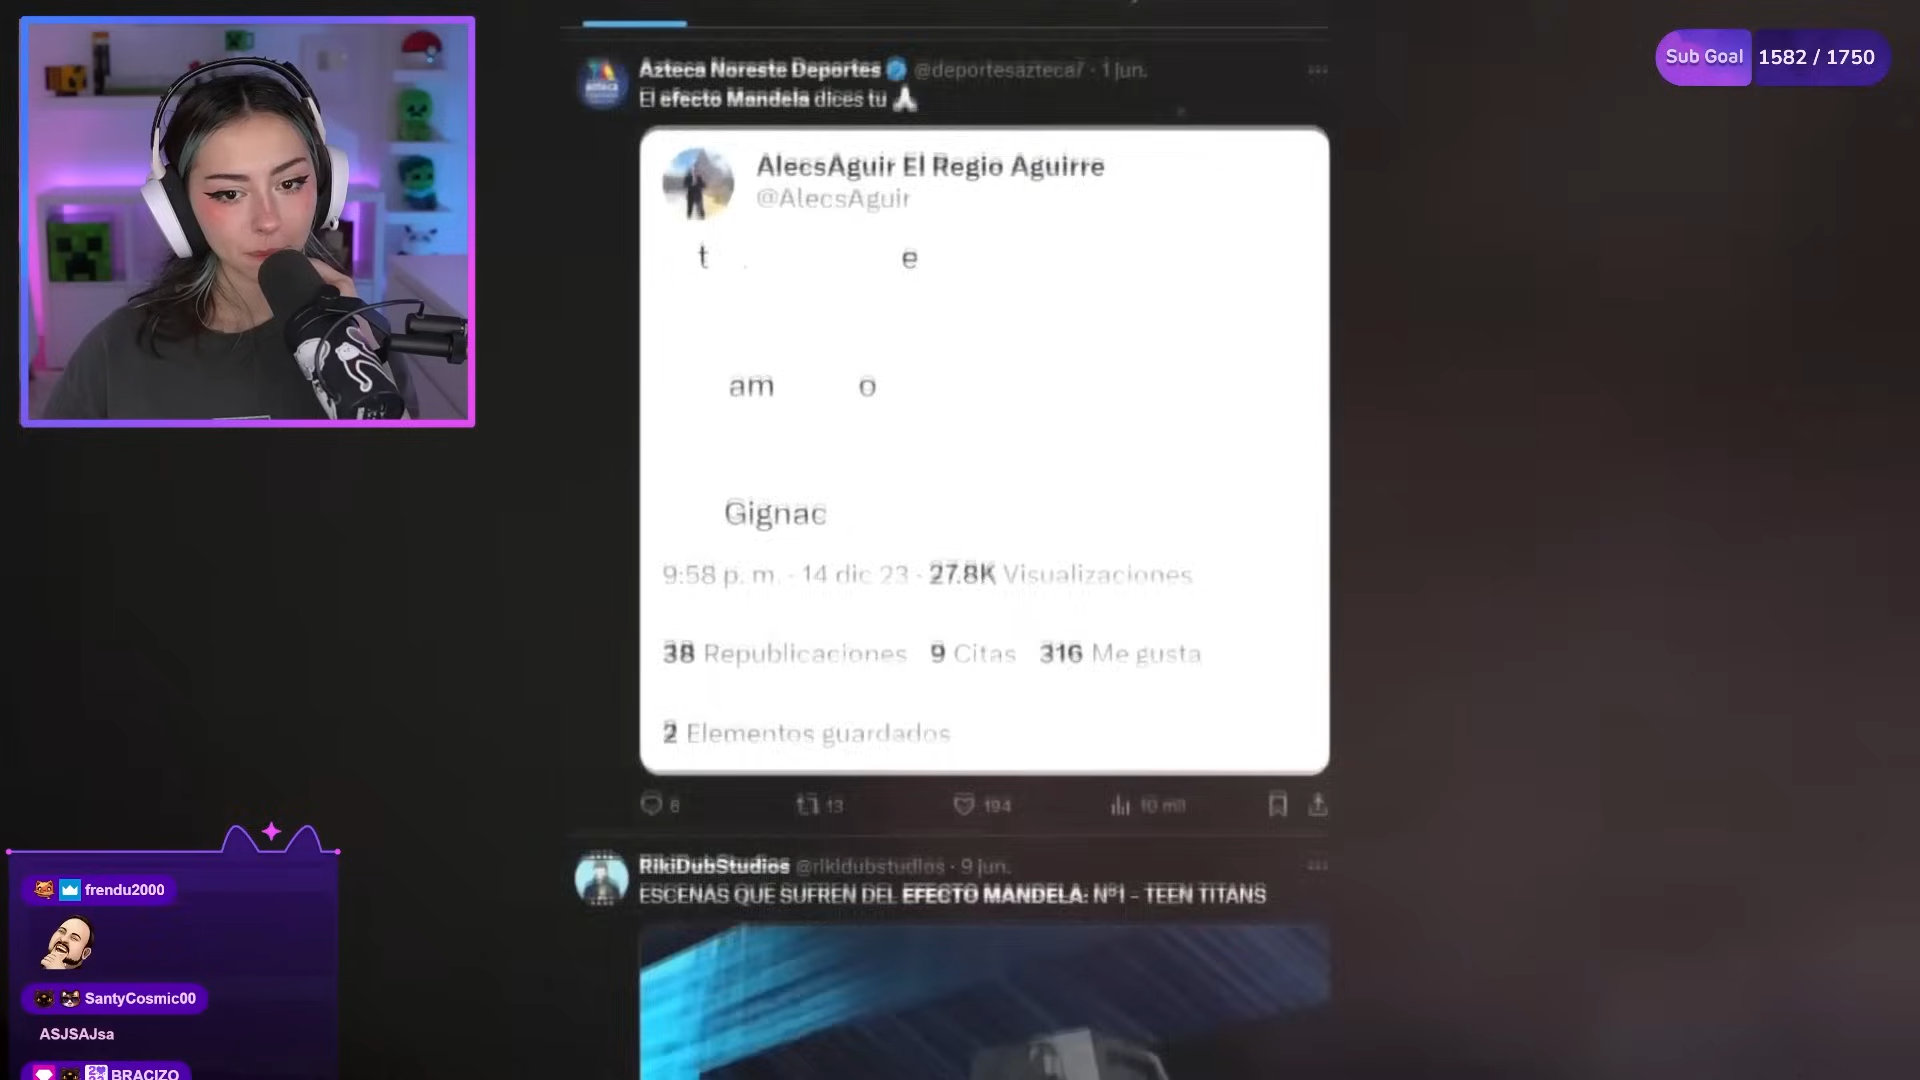 Sub Goal 1582 / 1750
Azteca Noreste Deportes @deportesazteca7 · 1 jun.
El efecto Mandela dices tu
AlecsAguir El Regio Aguirre
@AlecsAguir
t e
am o
Gignac
9:58 p. m. · 14 dic 23 · 27.8K Visualizaciones
38 Republicaciones 9 Citas 316 Me gusta
2 Elementos guardados
6 13 194 10 mil
RikiDubStudios @rikidubstudios · 9 jun.
ESCENAS QUE SUFREN DEL EFECTO MANDELA: Nº1 - TEEN TITANS
frendu2000
SantyCosmic00
ASJSAJsa
BRACIZO